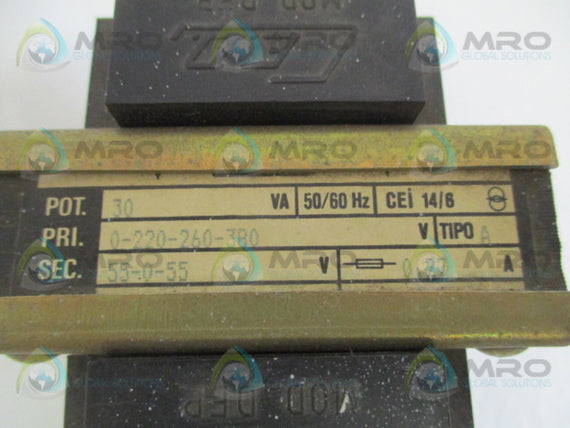 MRO GLOBAL SOLUTIONS
POT. 30 VA 50/60 Hz CEi 14/6
PRI. 0-220-260-380 V TIPO A
SEC. 55-0-55 V A
MOD DEP